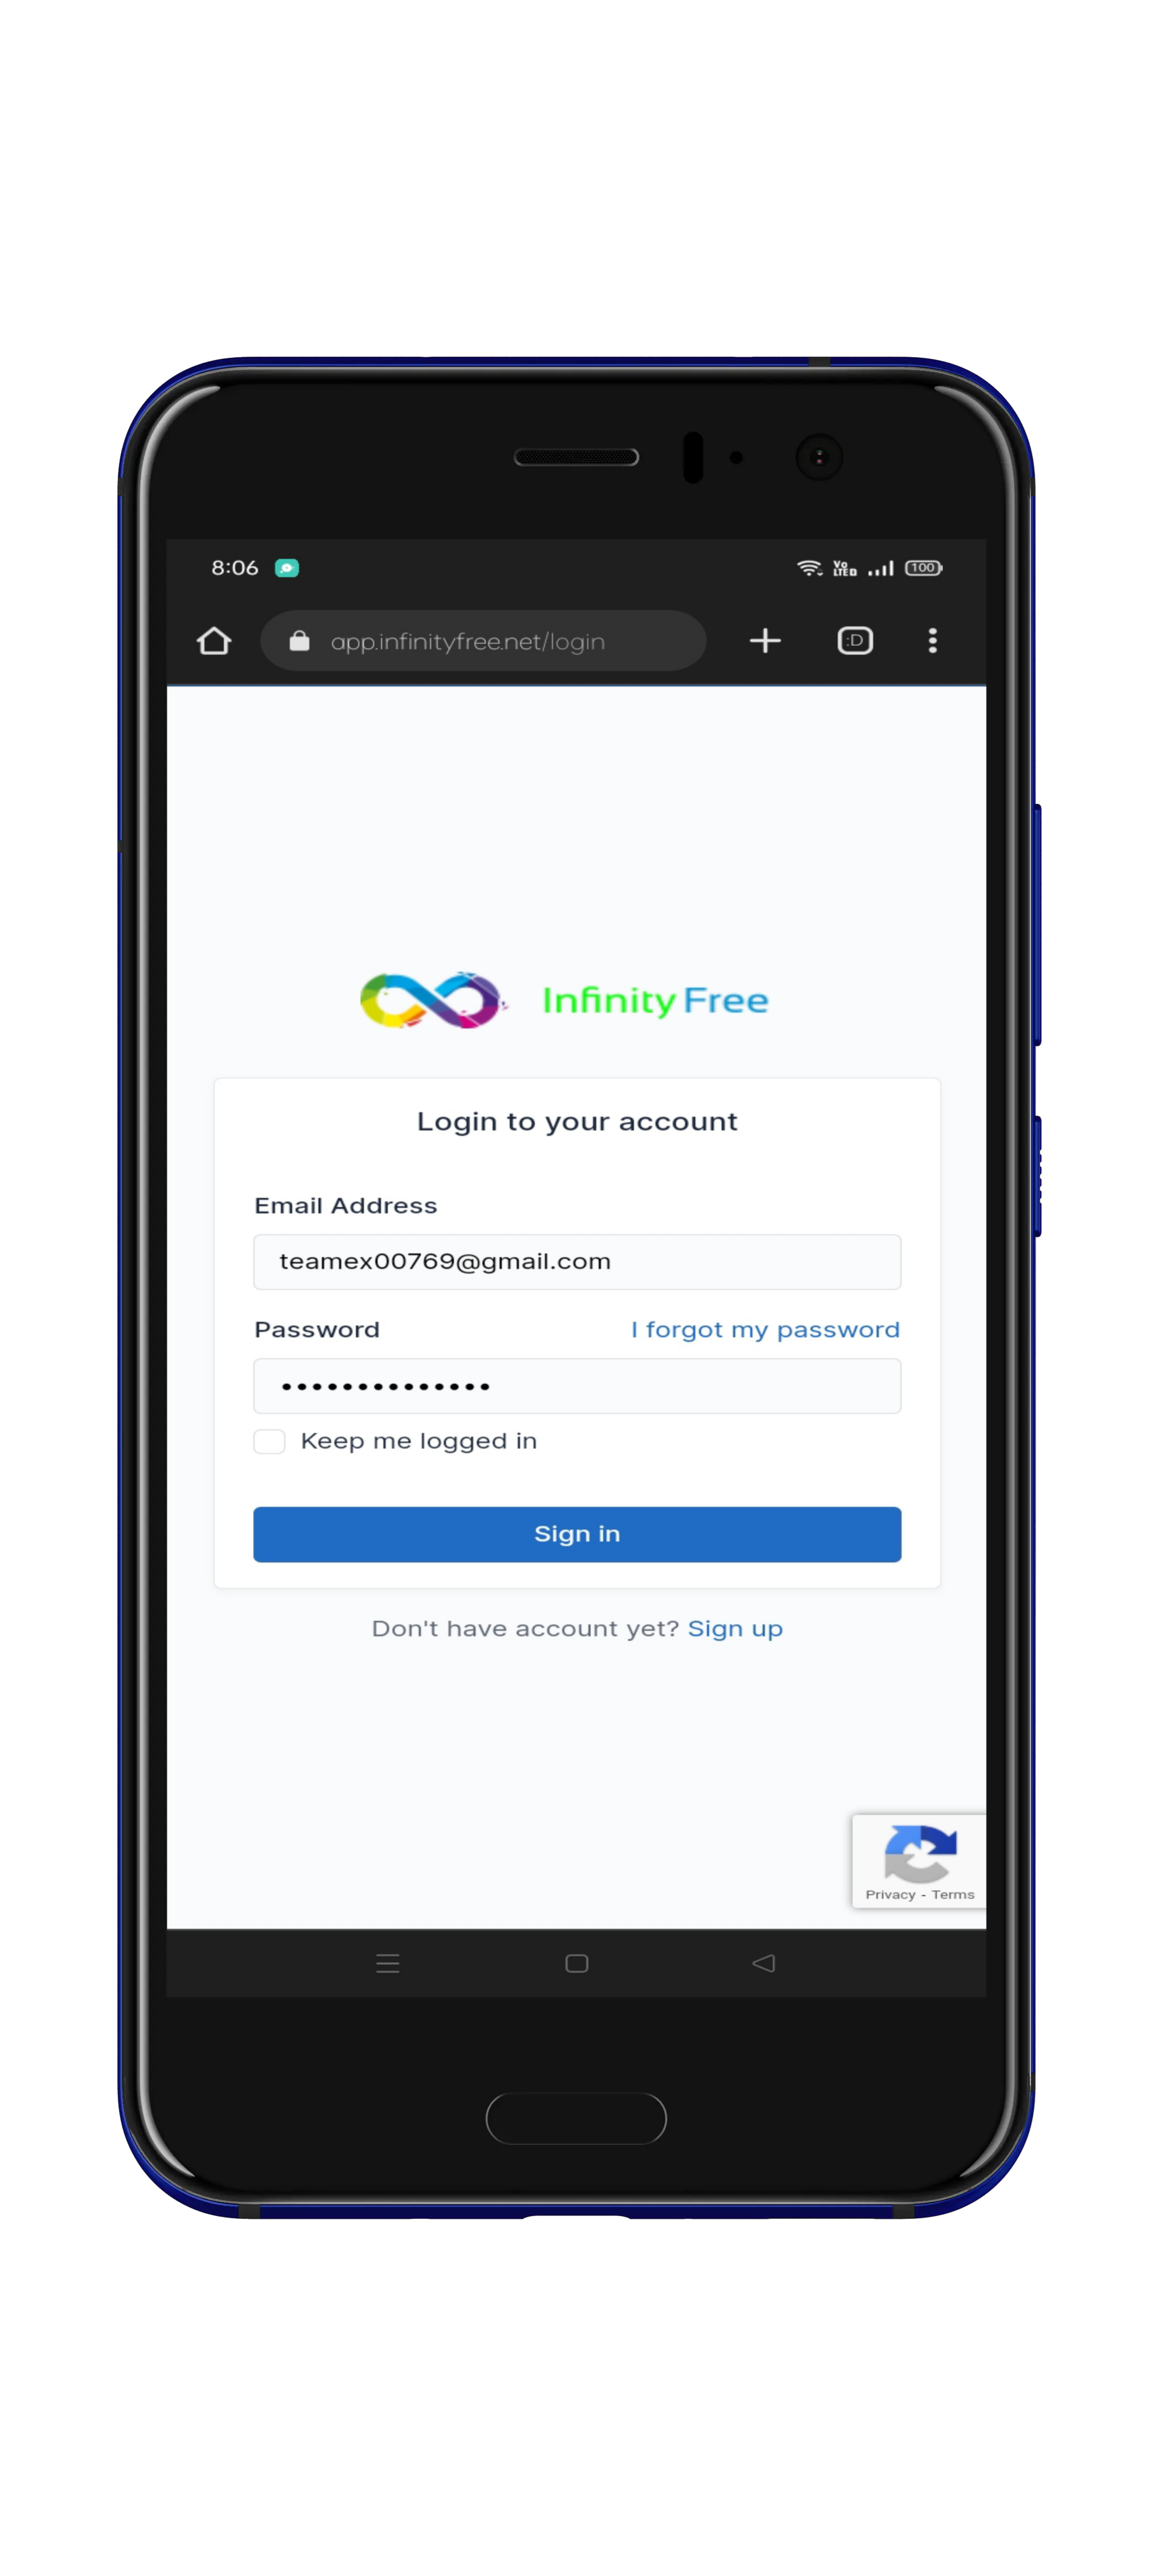 8:06 Vo LTE 100
app.infinityfree.net/login :D
Infinity Free
Login to your account
Email Address
teamex00769@gmail.com
Password I forgot my password
••••••••••••••
Keep me logged in
Sign in
Don't have account yet? Sign up
Privacy - Terms